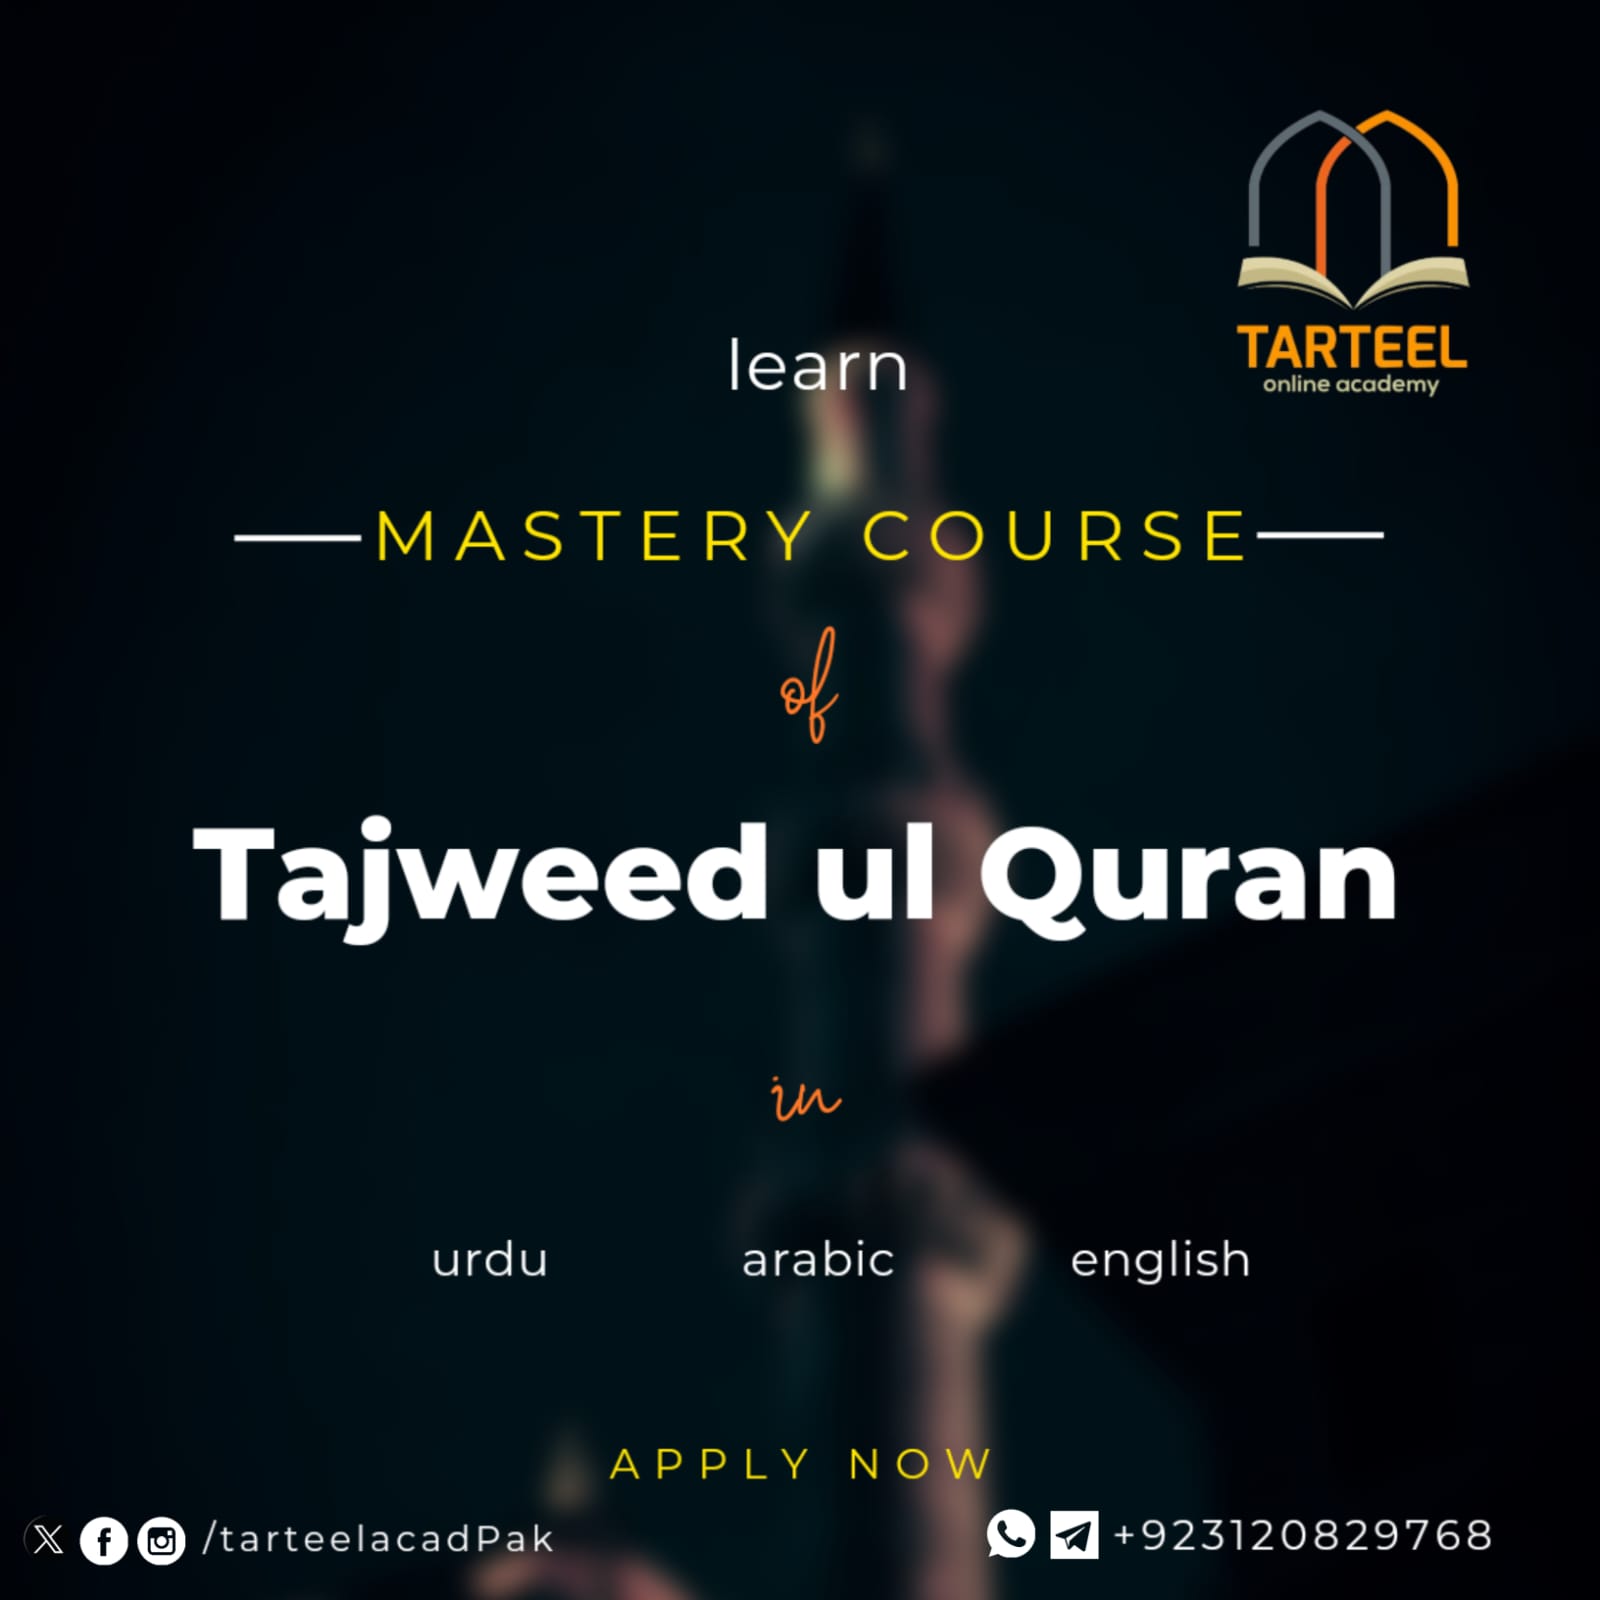 TARTEEL
online academy
learn
MASTERY COURSE
of
Tajweed ul Quran
in
urdu arabic english
APPLY NOW
/tarteelacadPak
+923120829768